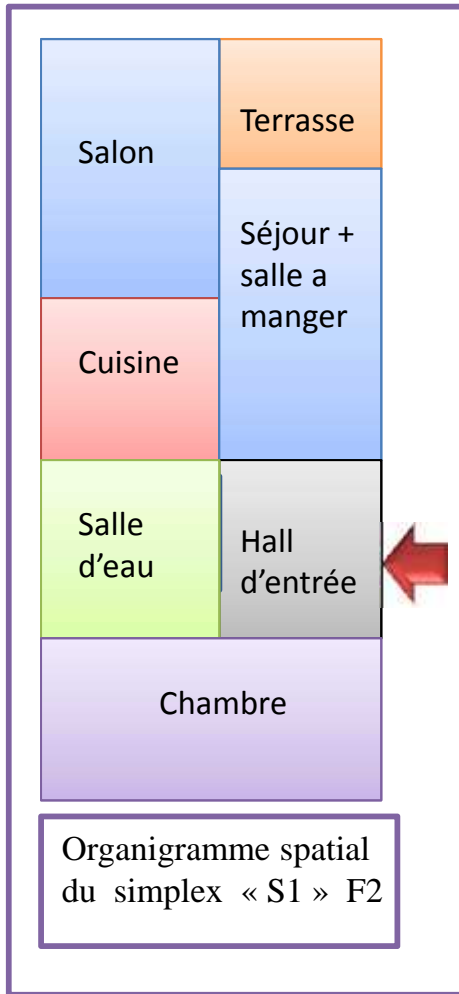 Salon
Terrasse
Séjour +
salle a
manger
Cuisine
Salle
d’eau
Hall
d’entrée
Chambre
Organigramme spatial
du simplex « S1 » F2